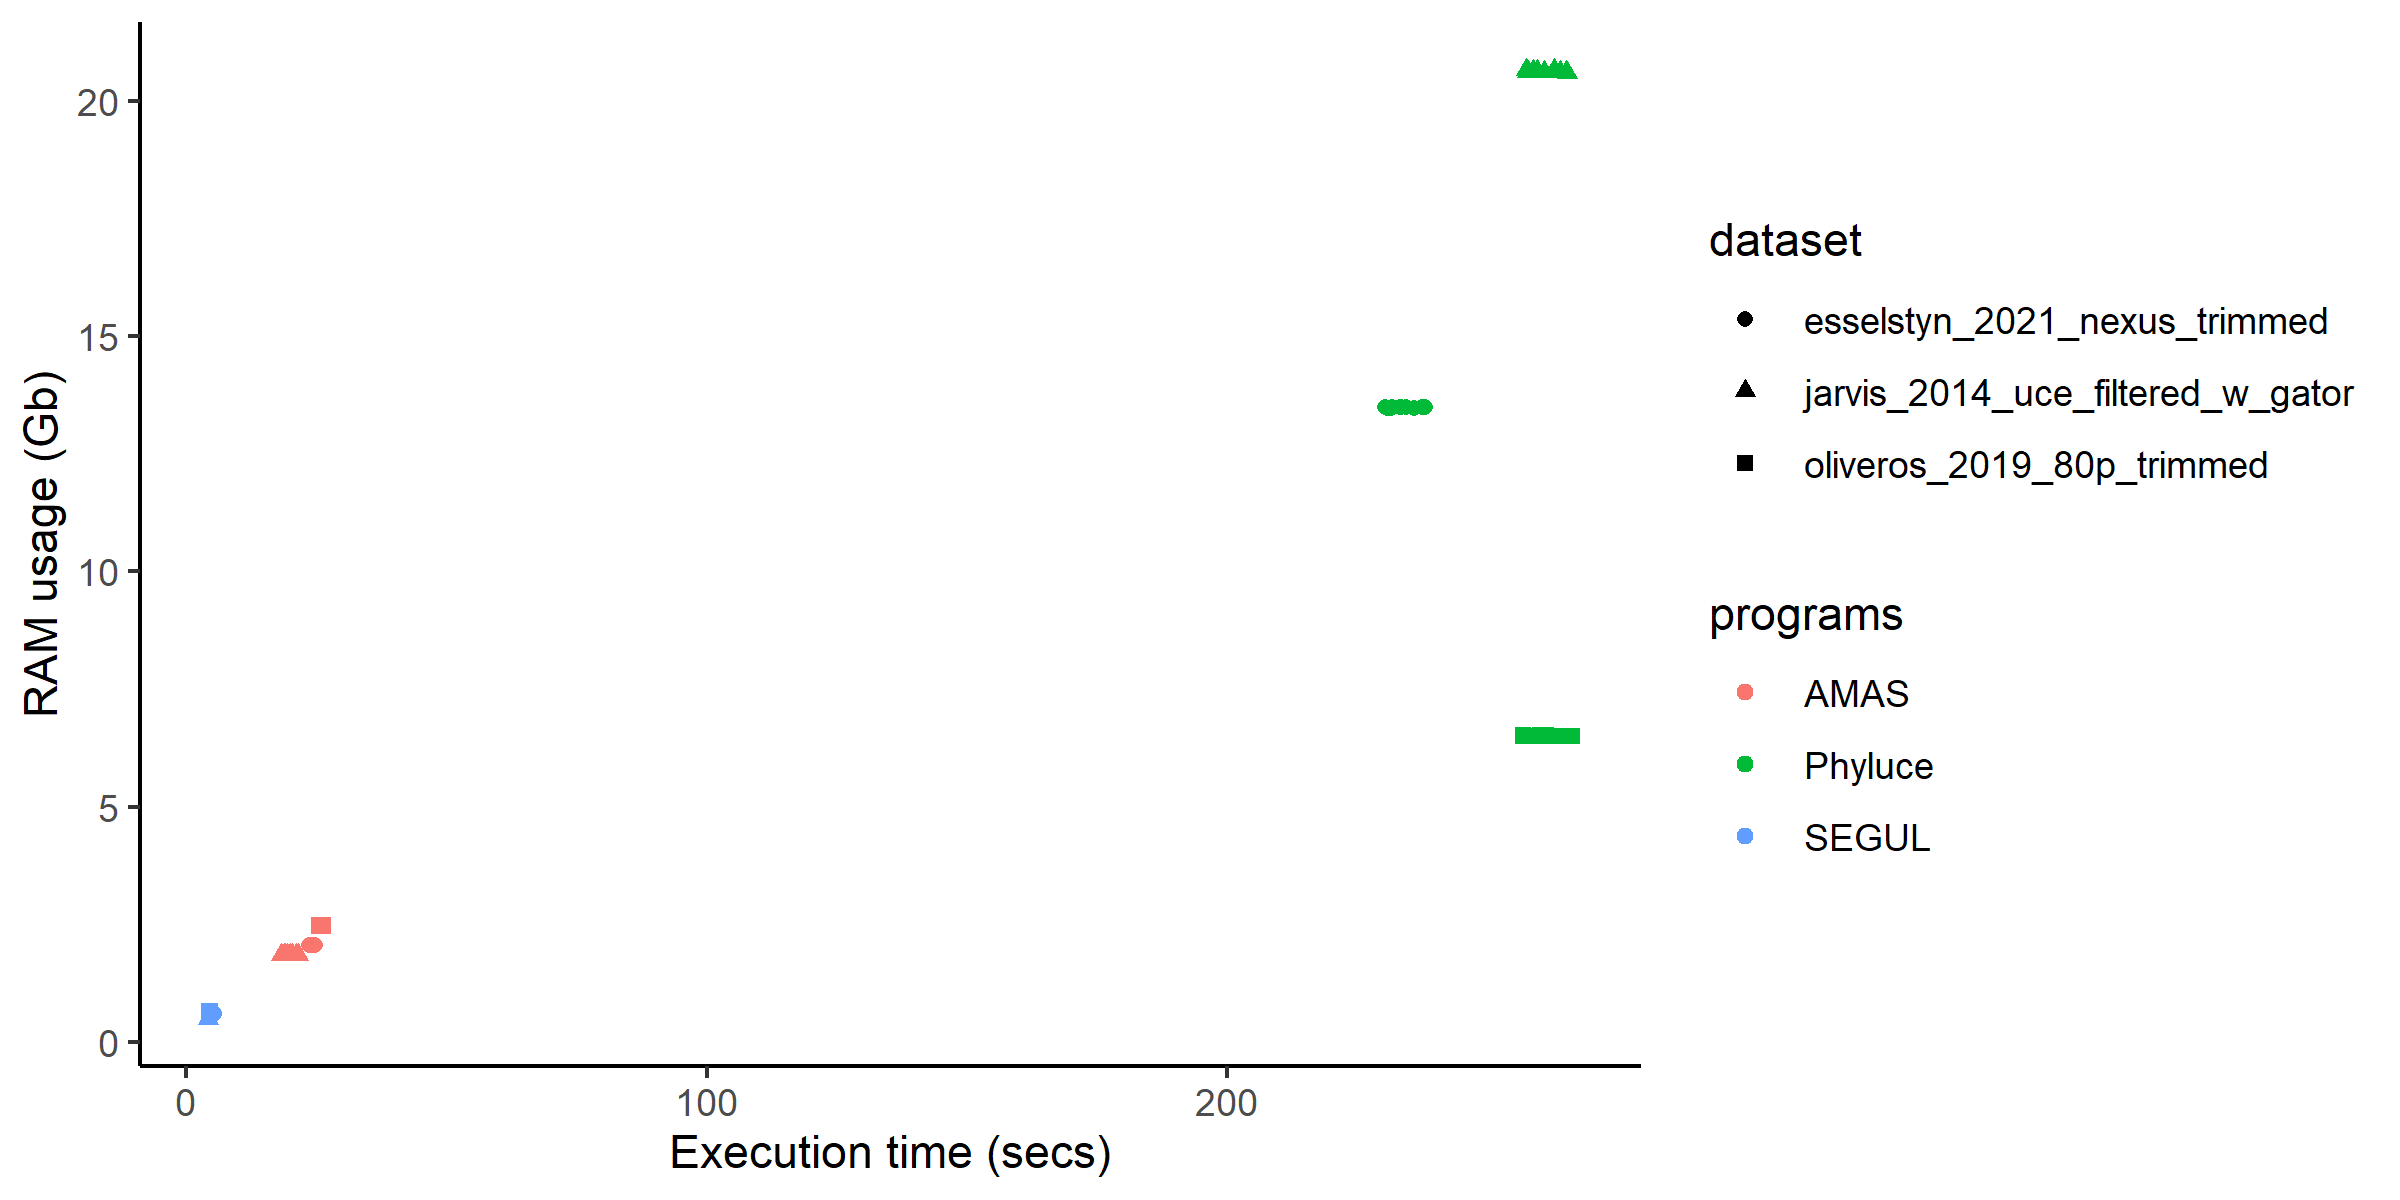 RAM usage (Gb)
20
15
10
5
0
0 100 200
Execution time (secs)
dataset
esselstyn_2021_nexus_trimmed
jarvis_2014_uce_filtered_w_gator
oliveros_2019_80p_trimmed
programs
AMAS
Phyluce
SEGUL